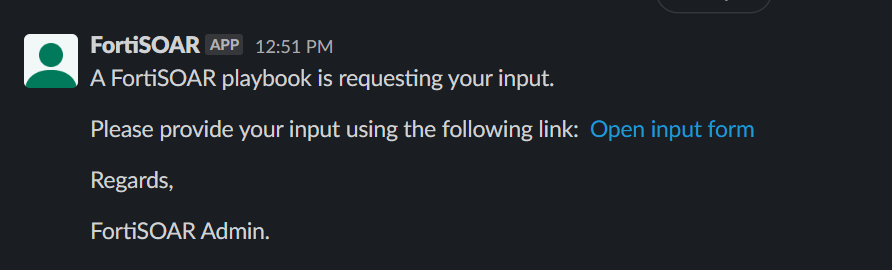 FortiSOAR APP 12:51 PM
A FortiSOAR playbook is requesting your input.
Please provide your input using the following link: Open input form
Regards,
FortiSOAR Admin.